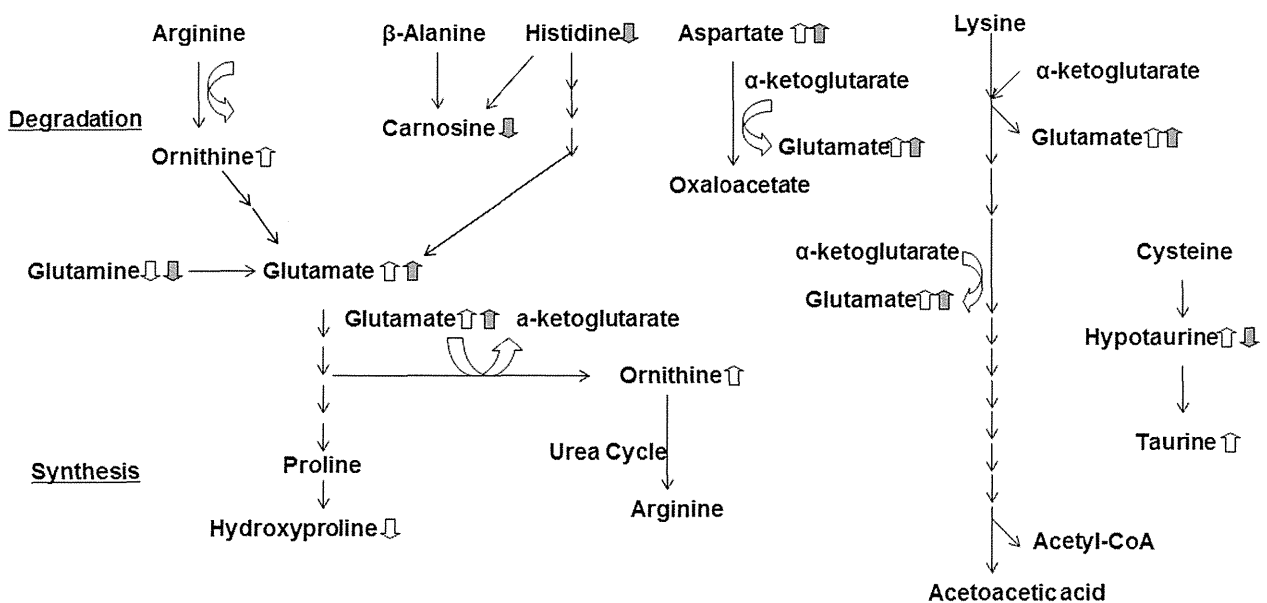 Arginine
β-Alanine
Histidine
Aspartate
Lysine
α-ketoglutarate
α-ketoglutarate
Degradation
Carnosine
Glutamate
Ornithine
Glutamate
Oxaloacetate
α-ketoglutarate
Cysteine
Glutamine
Glutamate
Glutamate
Glutamate
a-ketoglutarate
Hypotaurine
Ornithine
Taurine
Urea Cycle
Synthesis
Proline
Arginine
Hydroxyproline
Acetyl-CoA
Acetoacetic acid